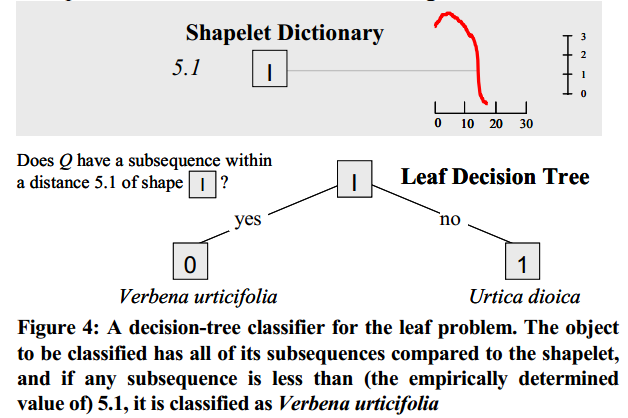 Shapelet Dictionary
5.1
I
3
2
1
0
0 10 20 30
Does Q have a subsequence within
a distance 5.1 of shape I ?
I
Leaf Decision Tree
yes
no
0
1
Verbena urticifolia
Urtica dioica
Figure 4: A decision-tree classifier for the leaf problem. The object
to be classified has all of its subsequences compared to the shapelet,
and if any subsequence is less than (the empirically determined
value of) 5.1, it is classified as Verbena urticifolia